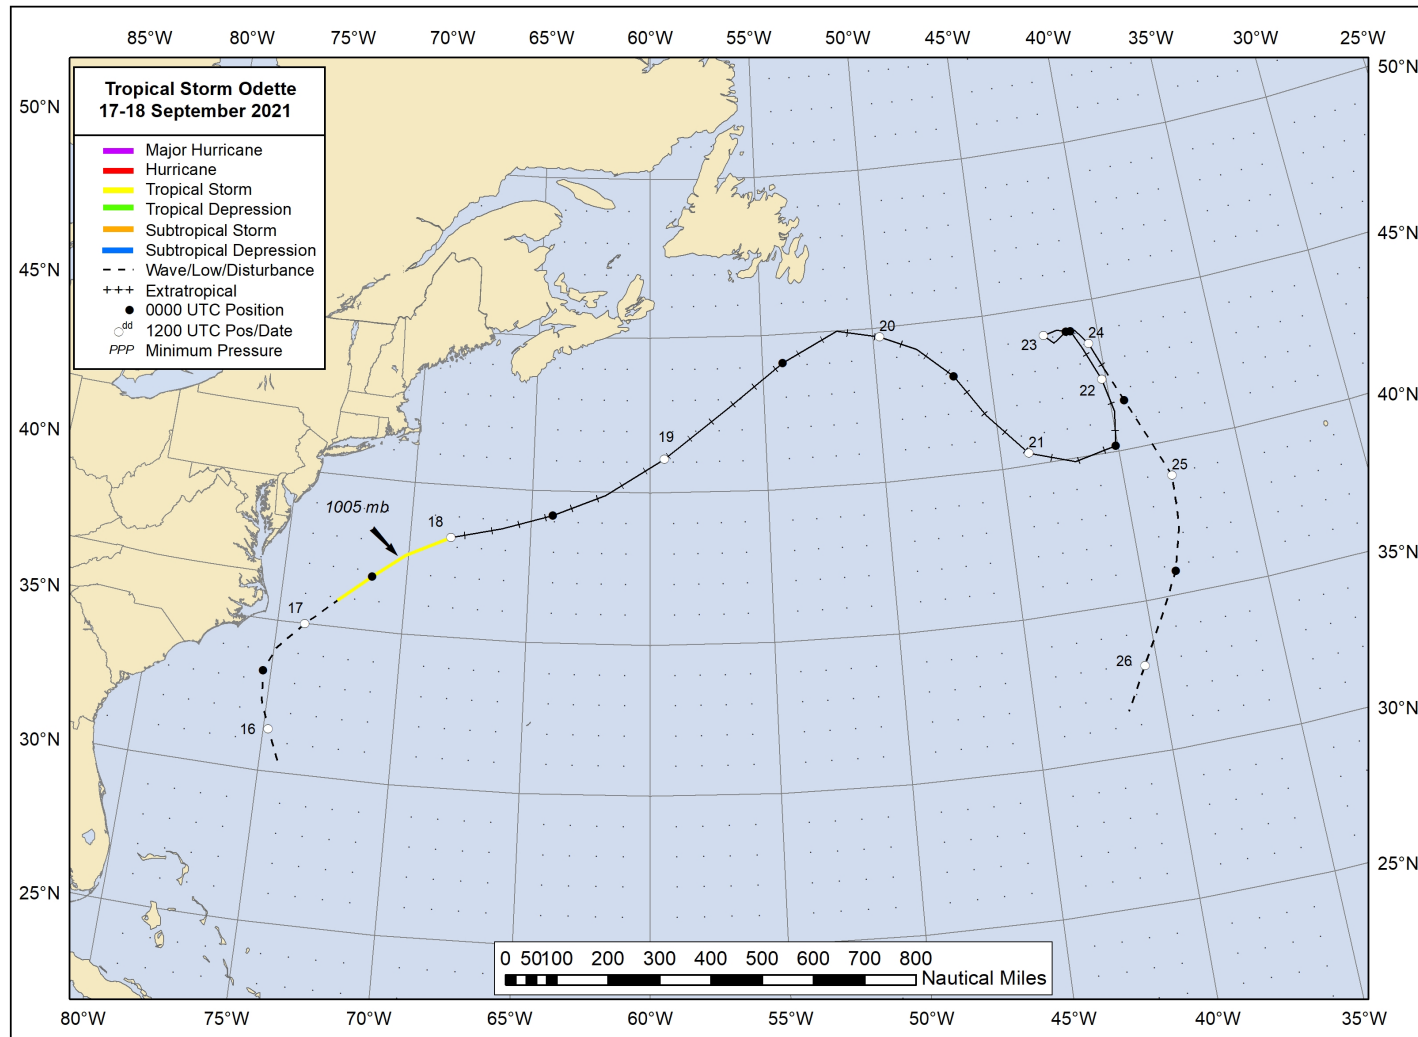 85°W 80°W 75°W 70°W 65°W 60°W 55°W 50°W 45°W 40°W 35°W 30°W 25°W
Tropical Storm Odette
17-18 September 2021
Major Hurricane
Hurricane
Tropical Storm
Tropical Depression
Subtropical Storm
Subtropical Depression
Wave/Low/Disturbance
Extratropical
0000 UTC Position
dd 1200 UTC Pos/Date
PPP Minimum Pressure
50°N 50°N
45°N 45°N
40°N 40°N
35°N 35°N
30°N 30°N
25°N 25°N
20
23
24
22
19
21
25
1005 mb
18
17
26
16
0 50 100 200 300 400 500 600 700 800
Nautical Miles
80°W 75°W 70°W 65°W 60°W 55°W 50°W 45°W 40°W 35°W